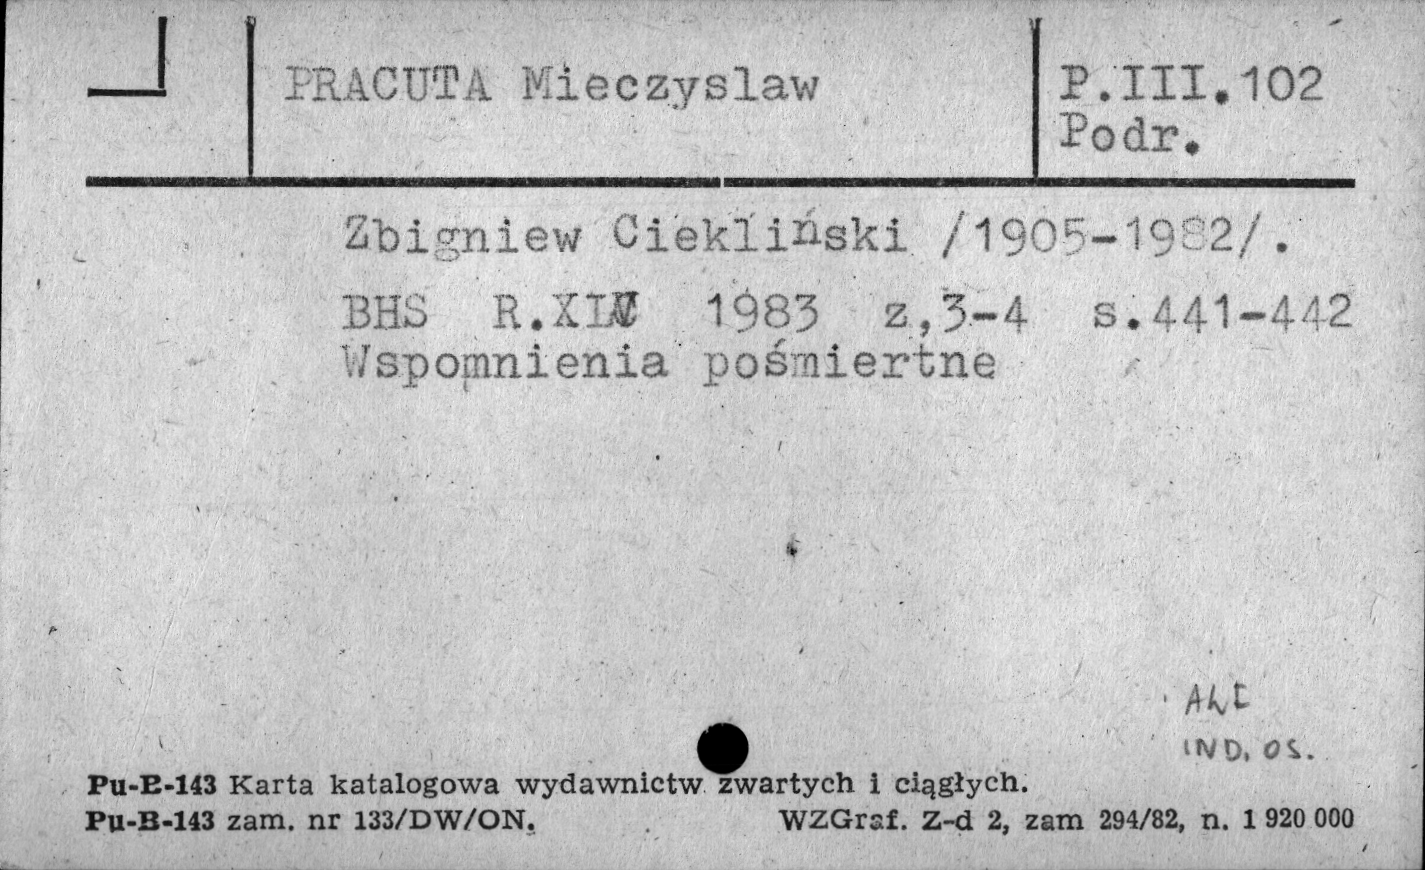 PRACUTA Mieczyslaw
P.III.102
Podr.
Zbigniew Ciekliński /1905-1982/.
BHS R.XLV 1983 z,3-4 s.441-442
Wspomnienia pośmiertne
IND. OS.
Pu-B-143 Karta katalogowa wydawnictw zwartych i ciągłych.
Pu-B-143 zam. nr 133/DW/ON.
WZGraf. Z-d 2, zam 294/82, n. 1 920 000